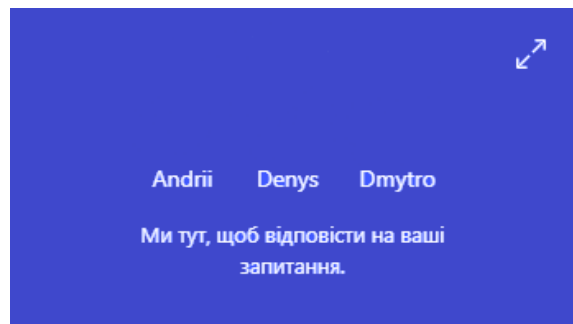 Andrii Denys Dmytro
Ми тут, щоб відповісти на ваші
запитання.